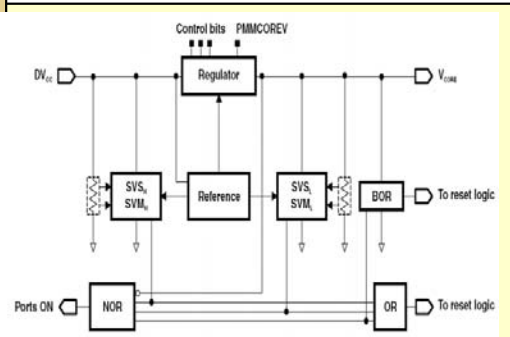 Control bits PMMCOREV
DVCC
Regulator
VCORE
SVSH
SVMH
Reference
SVSL
SVML
BOR
To reset logic
Ports ON
NOR
OR
To reset logic